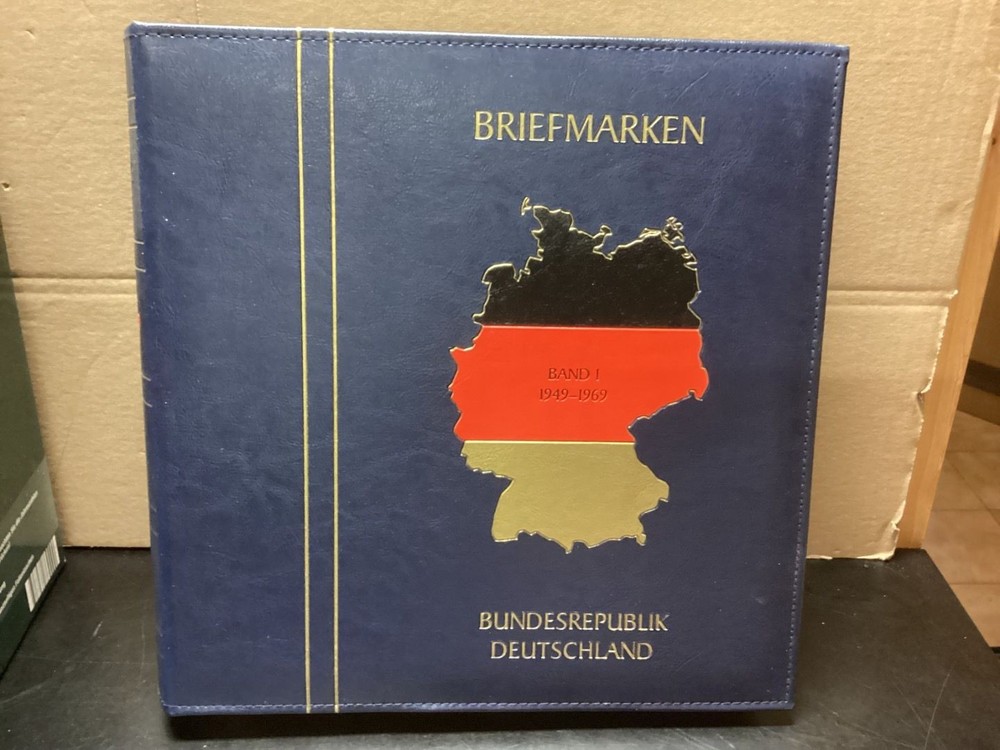 BRIEFMARKEN
BAND I
1949–1969
BUNDESREPUBLIK
DEUTSCHLAND